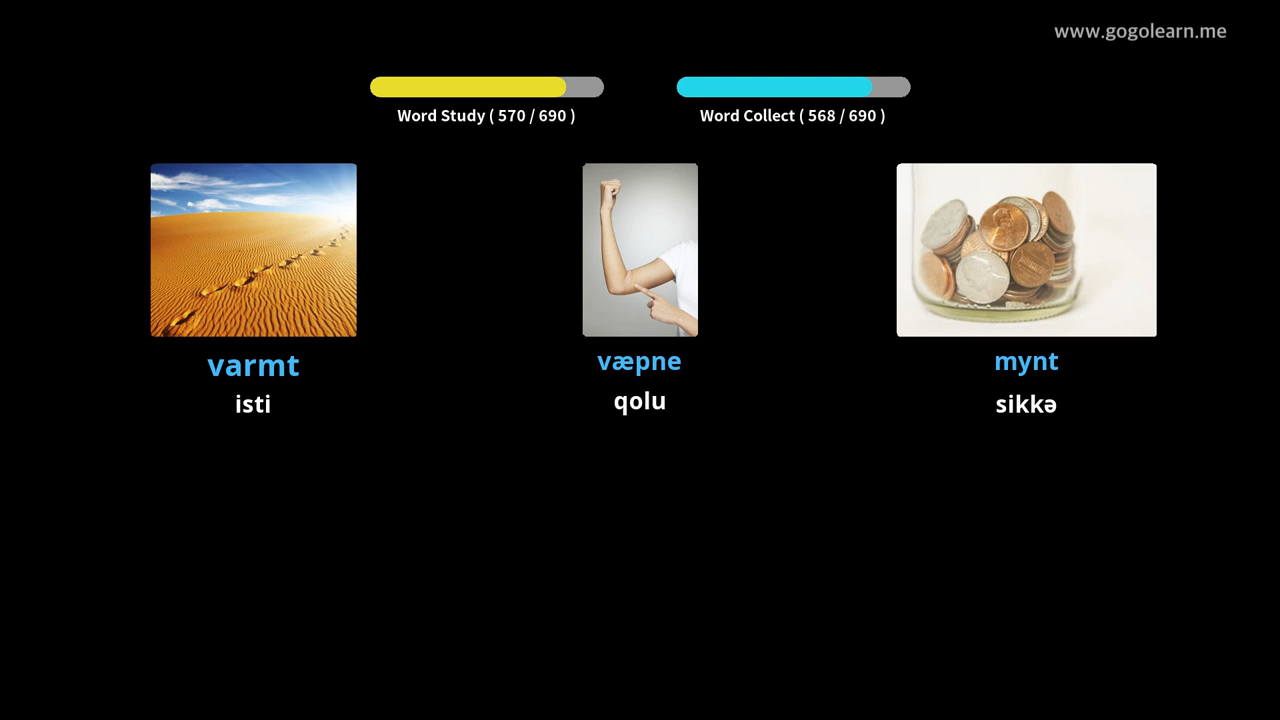 www.gogolearn.me
Word Study ( 570 / 690 )
Word Collect ( 568 / 690 )
varmt
isti
væpne
qolu
mynt
sikkə